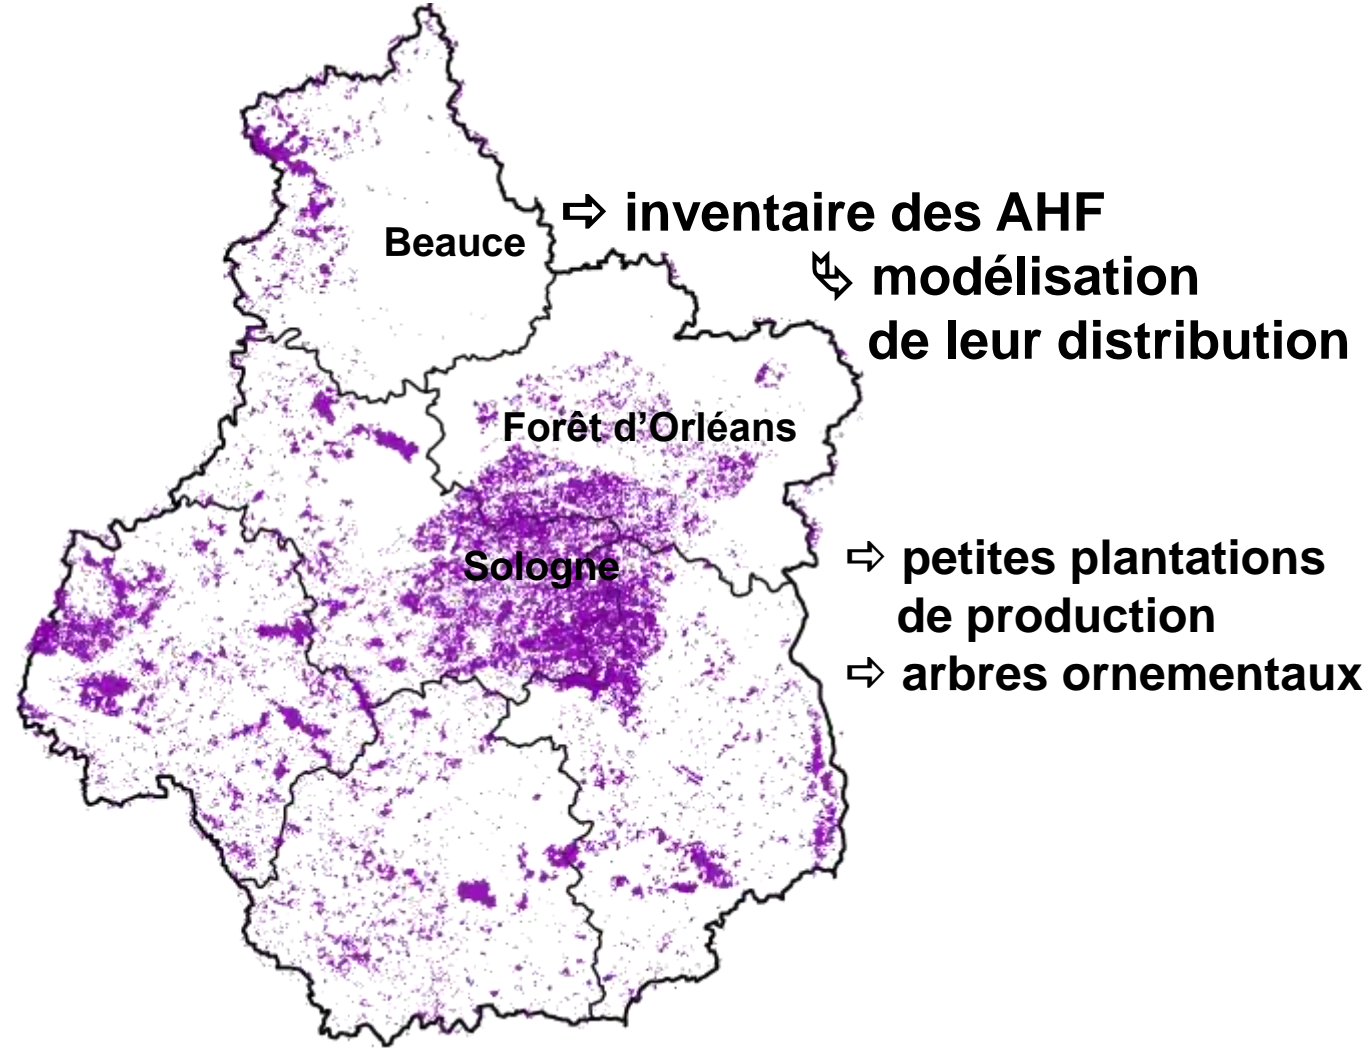 ⇨ inventaire des AHF
Beauce
⮱ modélisation
de leur distribution
Forêt d’Orléans
Sologne
⇨ petites plantations
de production
⇨ arbres ornementaux